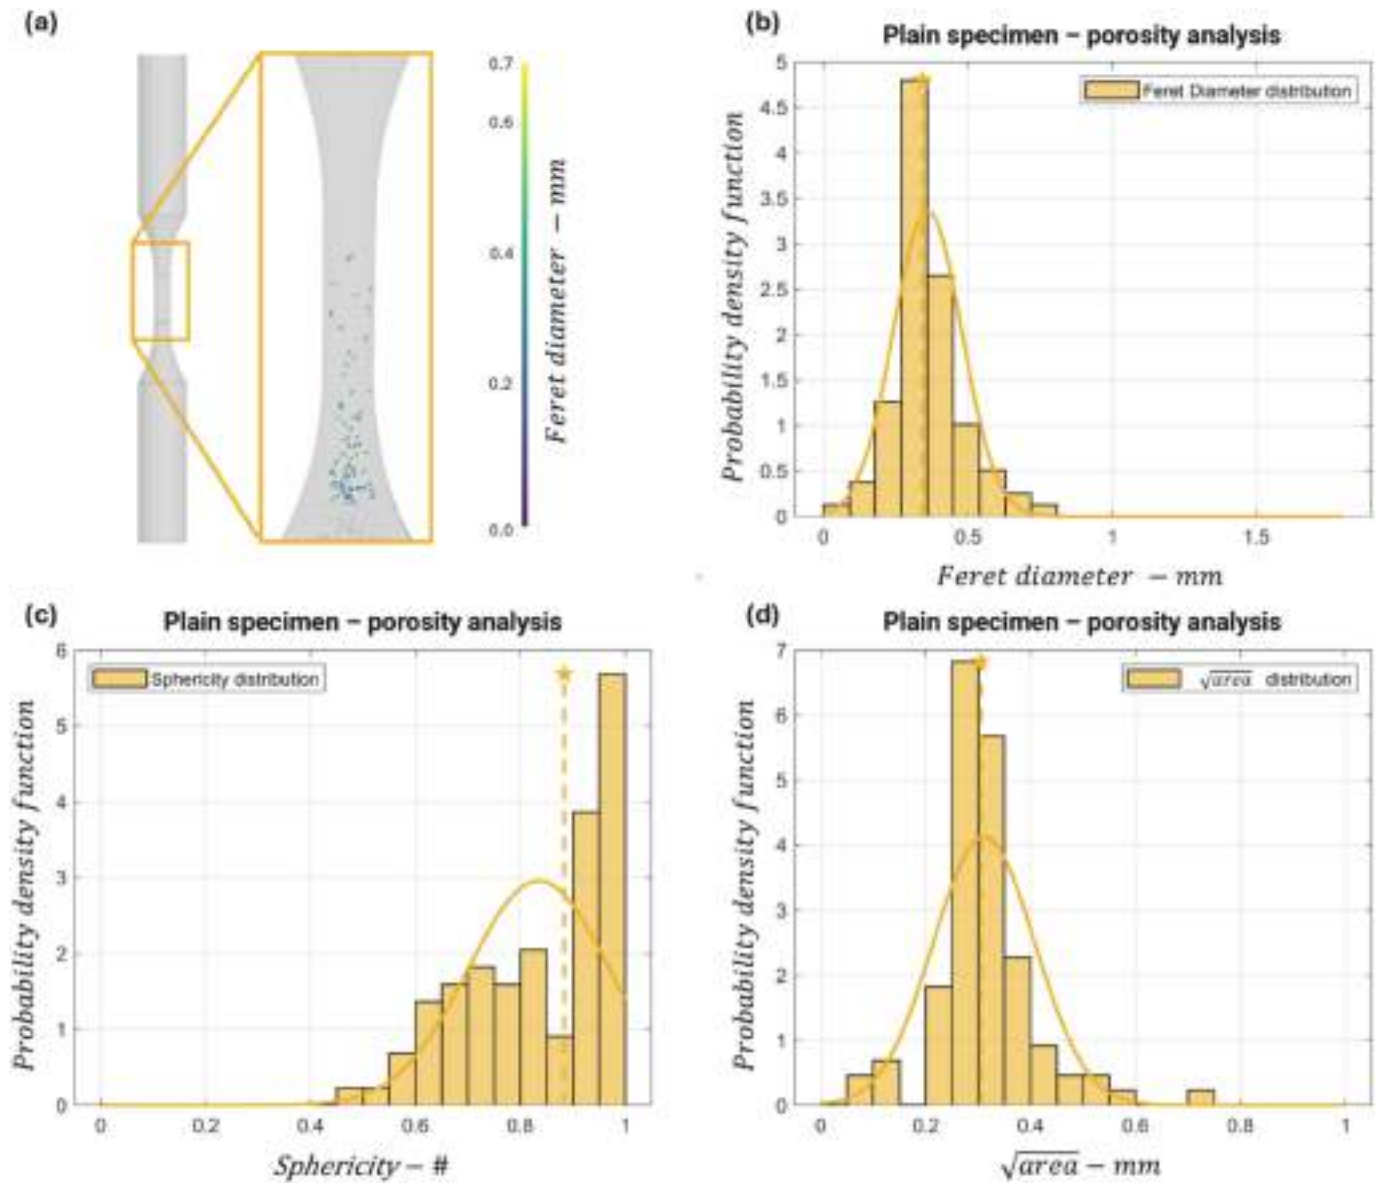 (a)
0.7
0.6
0.4
0.2
0.0
Feret diameter – mm
(b)
Plain specimen – porosity analysis
Feret Diameter distribution
Probability density function
5
4.5
4
3.5
3
2.5
2
1.5
1
0.5
0
0
0.5
1
1.5
Feret diameter – mm
(c)
Plain specimen – porosity analysis
Sphericity distribution
Probability density function
6
5
4
3
2
1
0
0
0.2
0.4
0.6
0.8
1
Sphericity – #
(d)
Plain specimen – porosity analysis
√area distribution
Probability density function
7
6
5
4
3
2
1
0
0
0.2
0.4
0.6
0.8
1
√area – mm